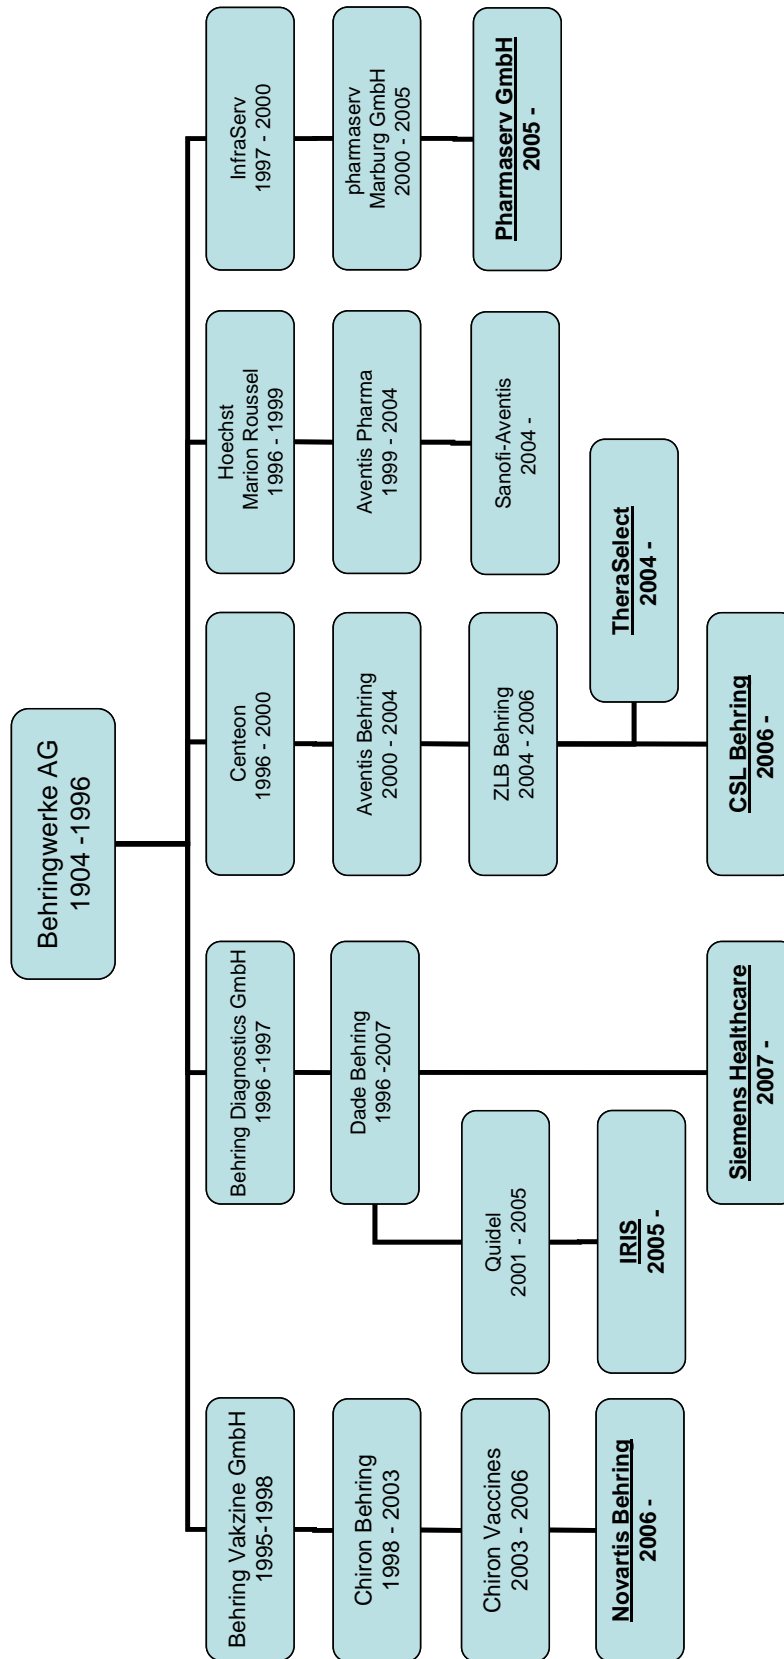 Behringwerke AG
1904 -1996
Behring Vakzine GmbH
1995-1998
Behring Diagnostics GmbH
1996 -1997
Centeon
1996 - 2000
Hoechst
Marion Roussel
1996 - 1999
InfraServ
1997 - 2000
Chiron Behring
1998 - 2003
Dade Behring
1996 -2007
Aventis Behring
2000 - 2004
Aventis Pharma
1999 - 2004
pharmaserv
Marburg GmbH
2000 - 2005
Chiron Vaccines
2003 - 2006
Quidel
2001 - 2005
ZLB Behring
2004 - 2006
Sanofi-Aventis
2004 -
Pharmaserv GmbH
2005 -
Novartis Behring
2006 -
IRIS
2005 -
TheraSelect
2004 -
Siemens Healthcare
2007 -
CSL Behring
2006 -